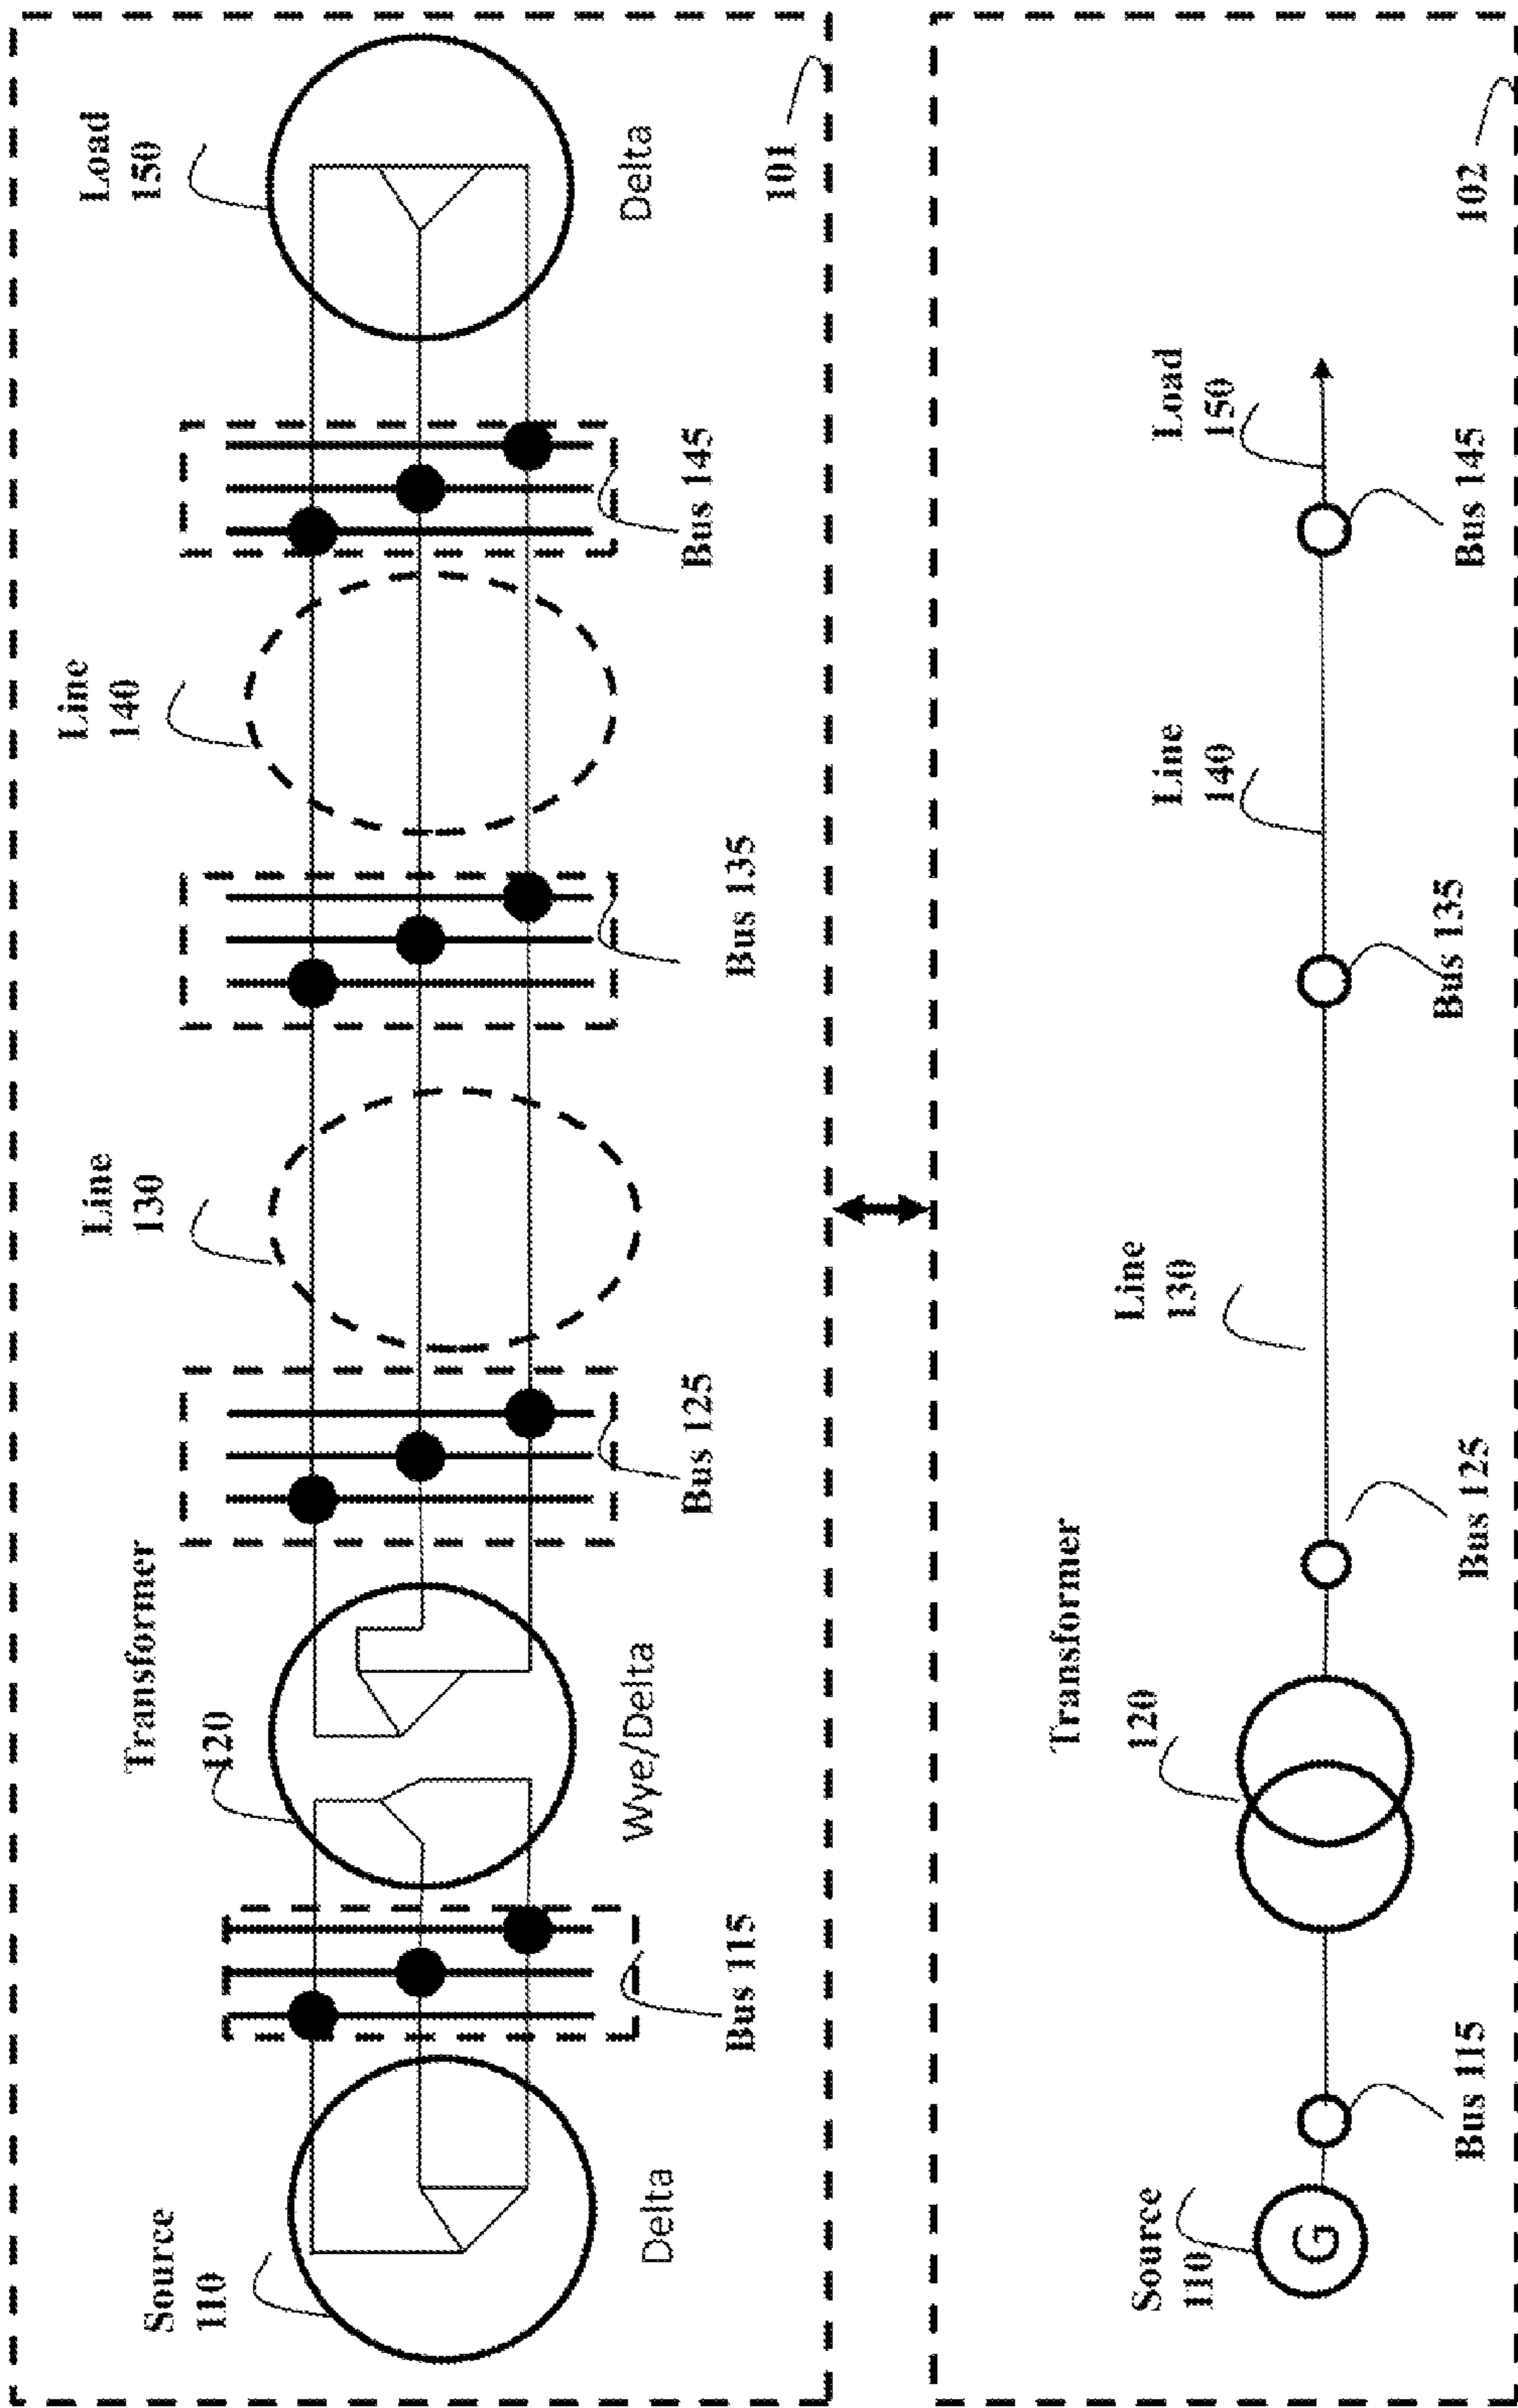 Source
110
Delta
Bus 115
Transformer
120
Wye/Delta
Bus 125
Line
130
Bus 135
Line
140
Bus 145
Load
150
Delta
101
Source
110
G
Bus 115
Transformer
120
Bus 125
Line
130
Bus 135
Line
140
Bus 145
Load
150
102